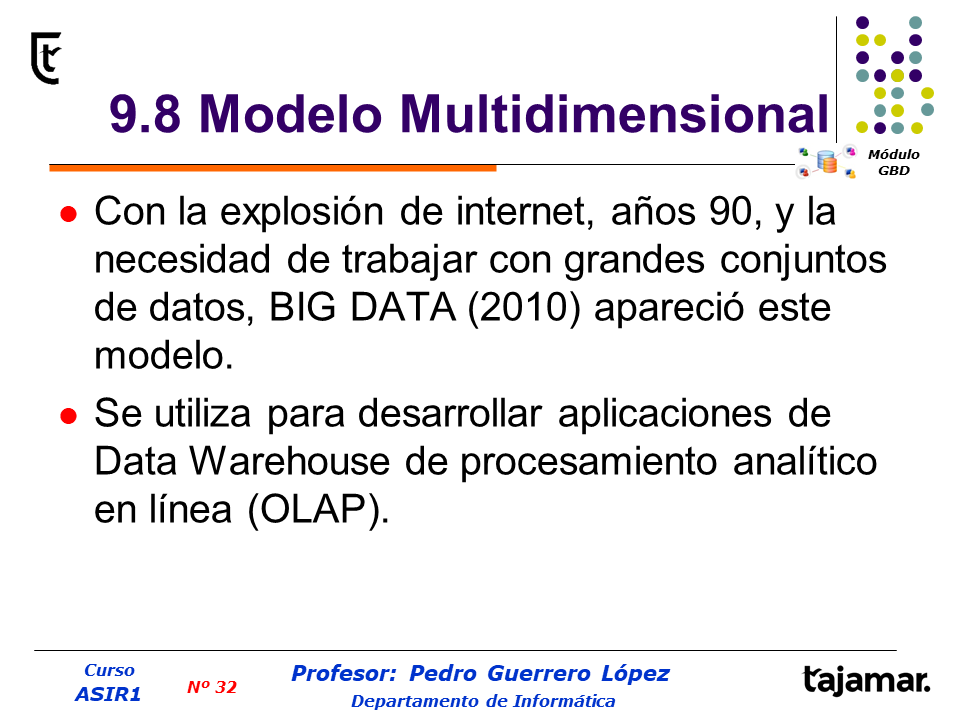 9.8 Modelo Multidimensional
Módulo
GBD
● Con la explosión de internet, años 90, y la
necesidad de trabajar con grandes conjuntos
de datos, BIG DATA (2010) apareció este
modelo.
● Se utiliza para desarrollar aplicaciones de
Data Warehouse de procesamiento analítico
en línea (OLAP).
Curso
ASIR1
Nº 32
Profesor: Pedro Guerrero López
Departamento de Informática
tajamar.